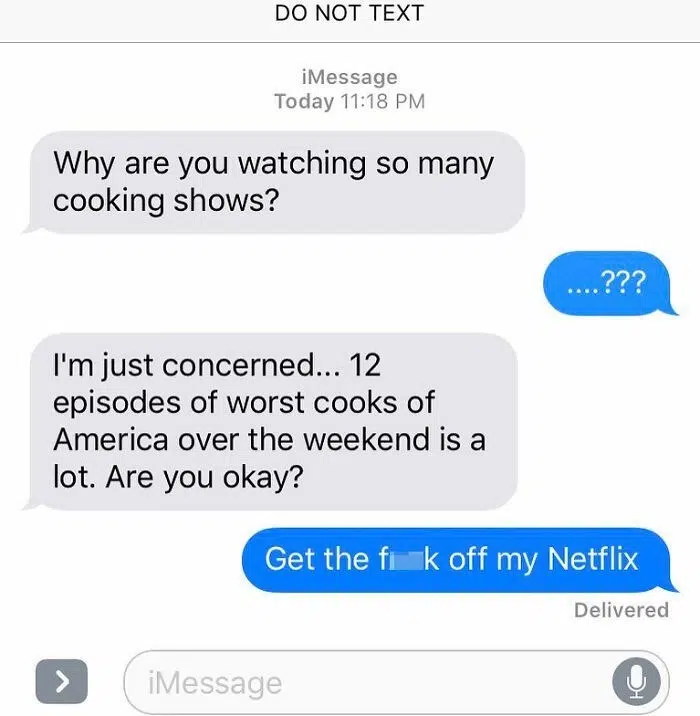 DO NOT TEXT
iMessage
Today 11:18 PM
Why are you watching so many
cooking shows?
....???
I'm just concerned... 12
episodes of worst cooks of
America over the weekend is a
lot. Are you okay?
Get the f k off my Netflix
Delivered
iMessage